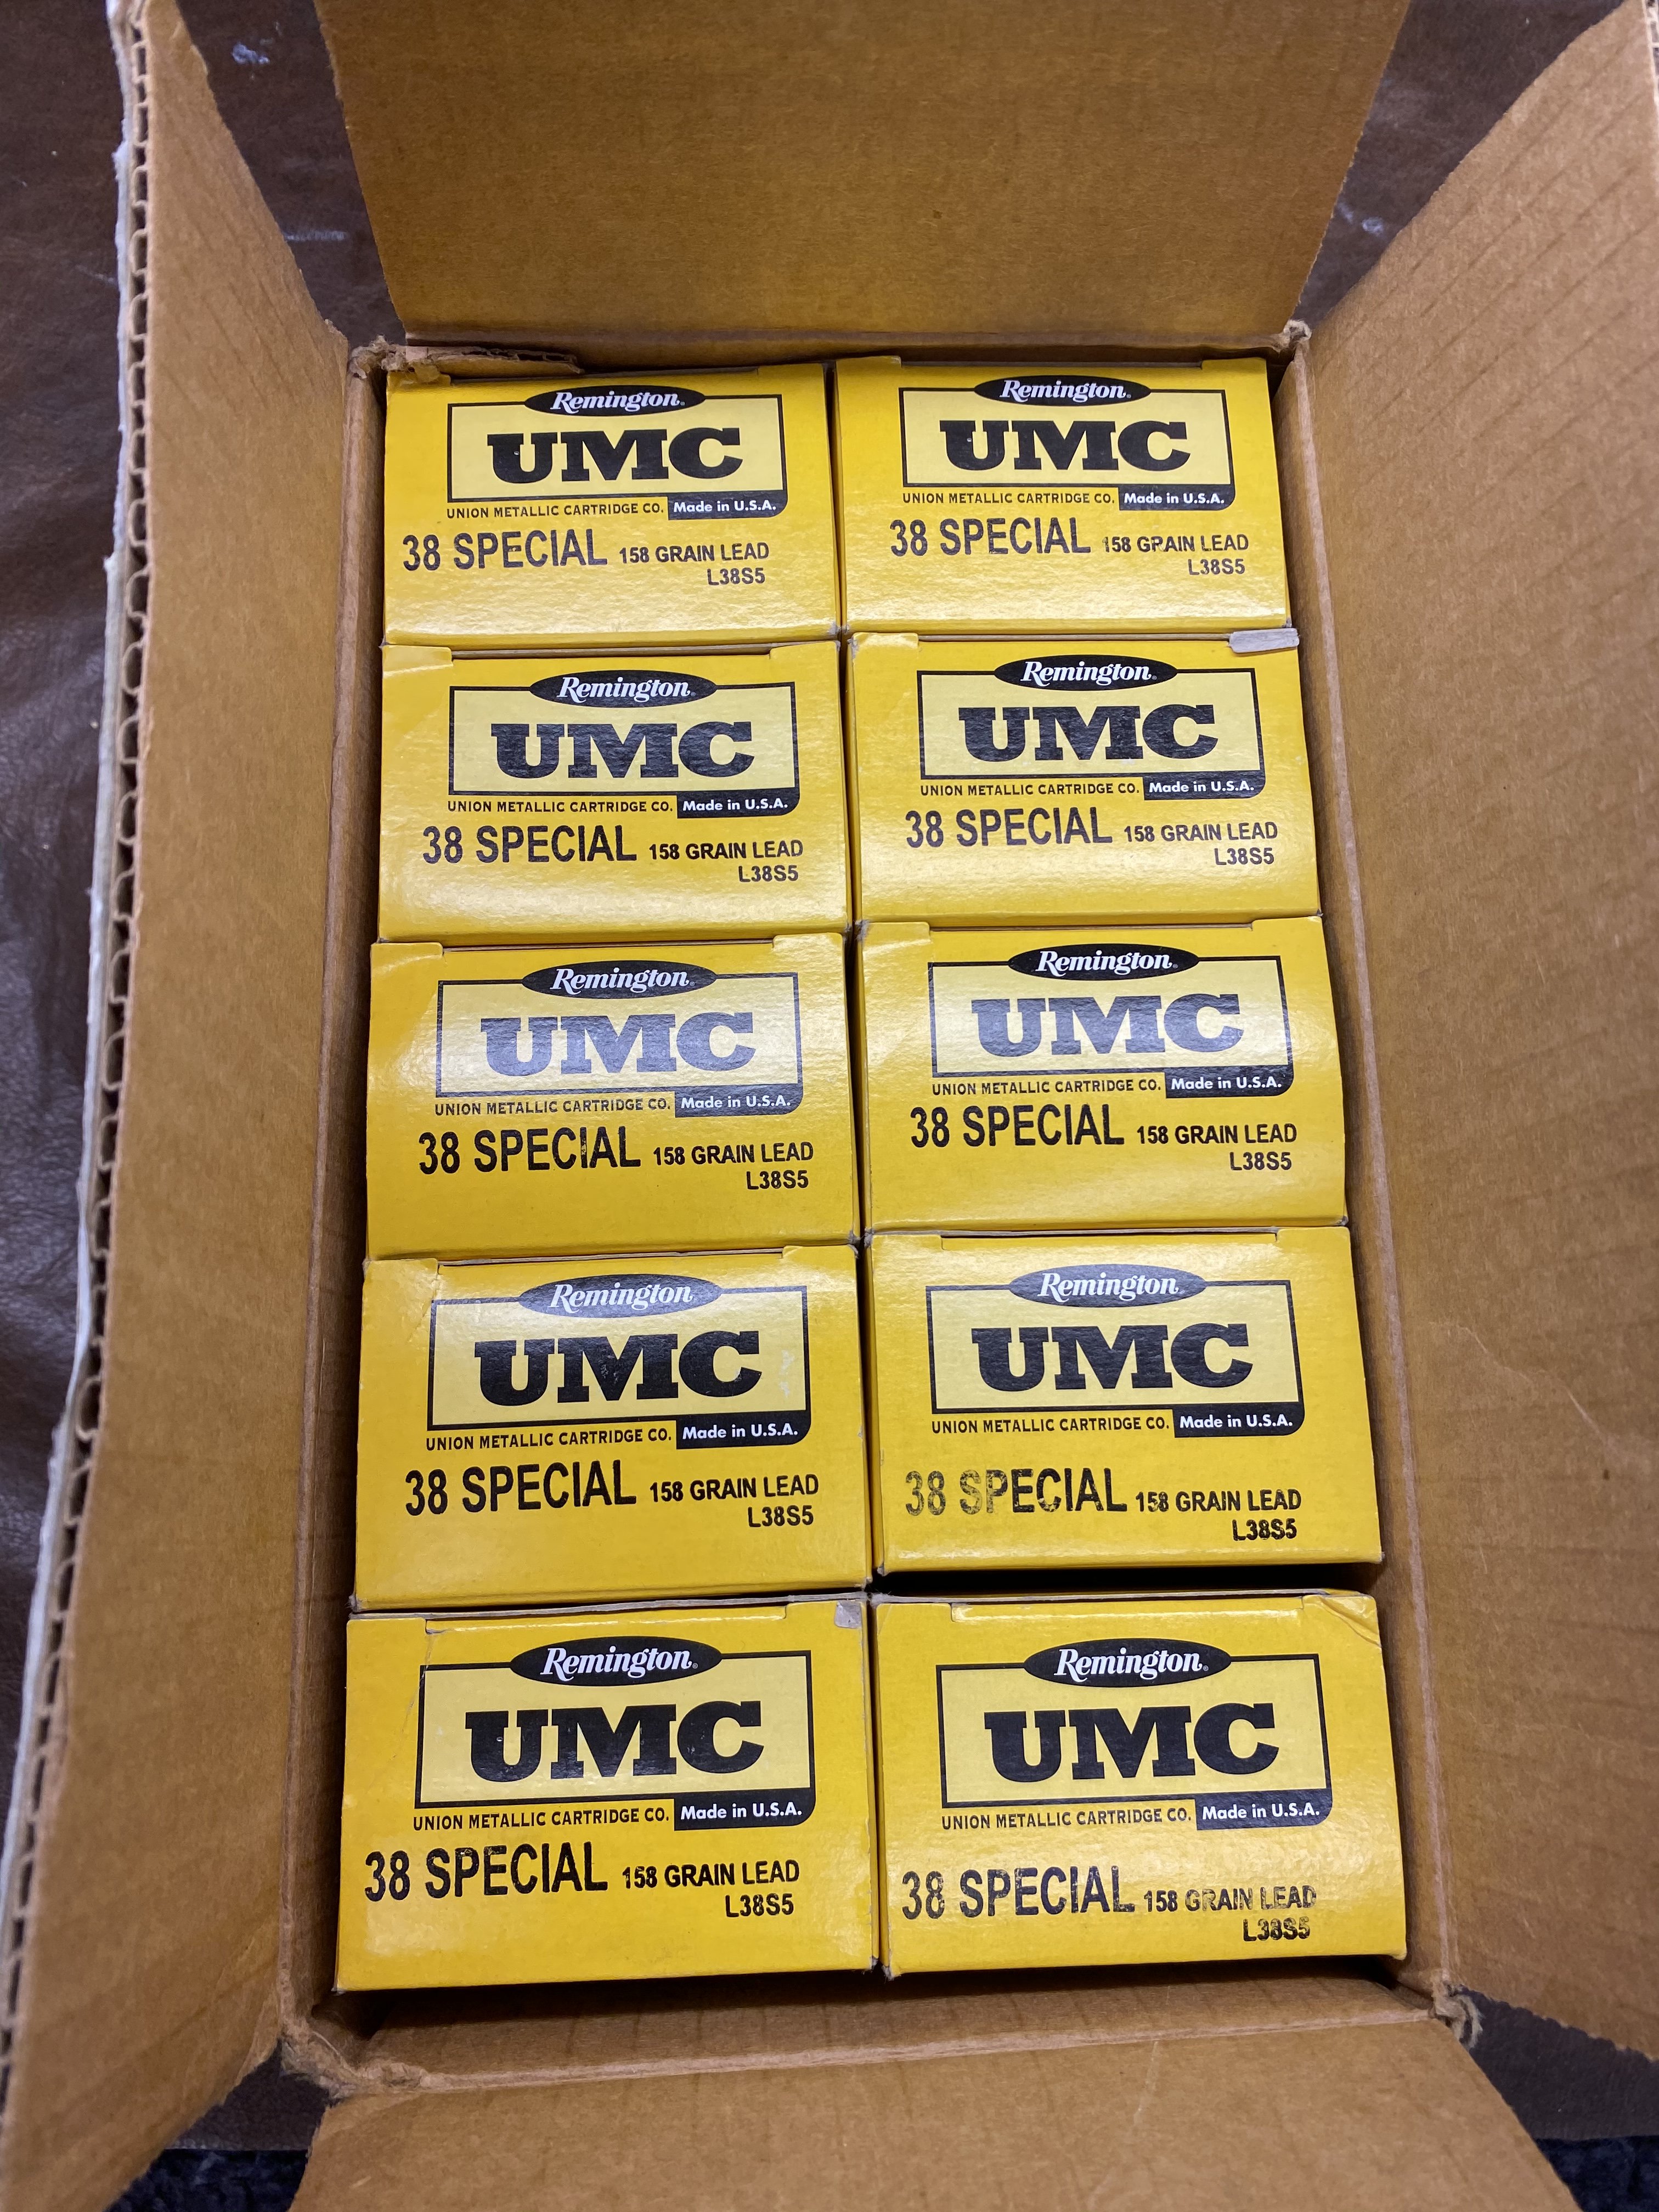 Remington
UMC
UNION METALLIC CARTRIDGE CO. Made in U.S.A.
38 SPECIAL 158 GRAIN LEAD
L38S5
Remington
UMC
UNION METALLIC CARTRIDGE CO. Made in U.S.A.
38 SPECIAL 158 GRAIN LEAD
L38S5
Remington
UMC
UNION METALLIC CARTRIDGE CO. Made in U.S.A.
38 SPECIAL 158 GRAIN LEAD
L38S5
Remington
UMC
UNION METALLIC CARTRIDGE CO. Made in U.S.A.
38 SPECIAL 158 GRAIN LEAD
L38S5
Remington
UMC
UNION METALLIC CARTRIDGE CO. Made in U.S.A.
38 SPECIAL 158 GRAIN LEAD
L38S5
Remington
UMC
UNION METALLIC CARTRIDGE CO. Made in U.S.A.
38 SPECIAL 158 GRAIN LEAD
L38S5
Remington
UMC
UNION METALLIC CARTRIDGE CO. Made in U.S.A.
38 SPECIAL 158 GRAIN LEAD
L38S5
Remington
UMC
UNION METALLIC CARTRIDGE CO. Made in U.S.A.
38 SPECIAL 158 GRAIN LEAD
L38S5
Remington
UMC
UNION METALLIC CARTRIDGE CO. Made in U.S.A.
38 SPECIAL 158 GRAIN LEAD
L38S5
Remington
UMC
UNION METALLIC CARTRIDGE CO. Made in U.S.A.
38 SPECIAL 158 GRAIN LEAD
L38S5